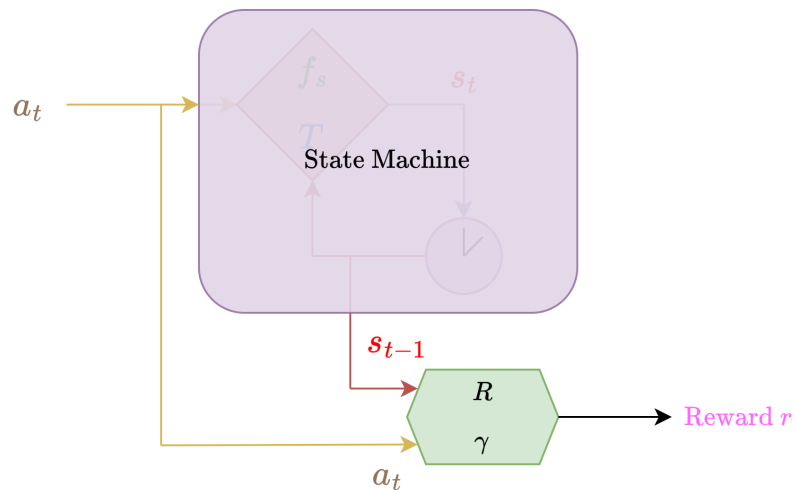 f_s
s_t
a_t
T
State Machine
s_{t-1}
R
Reward r
γ
a_t